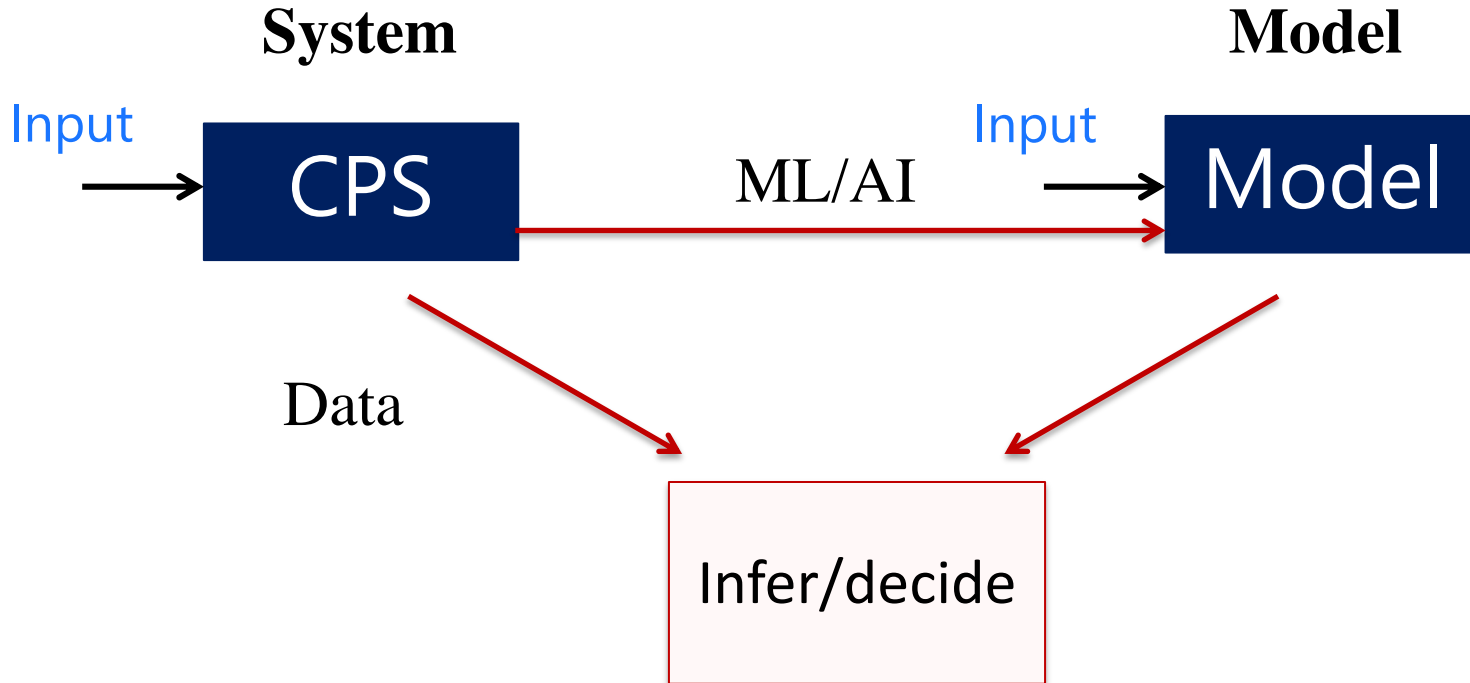 System
Model
Input
CPS
ML/AI
Input
Model
Data
Infer/decide